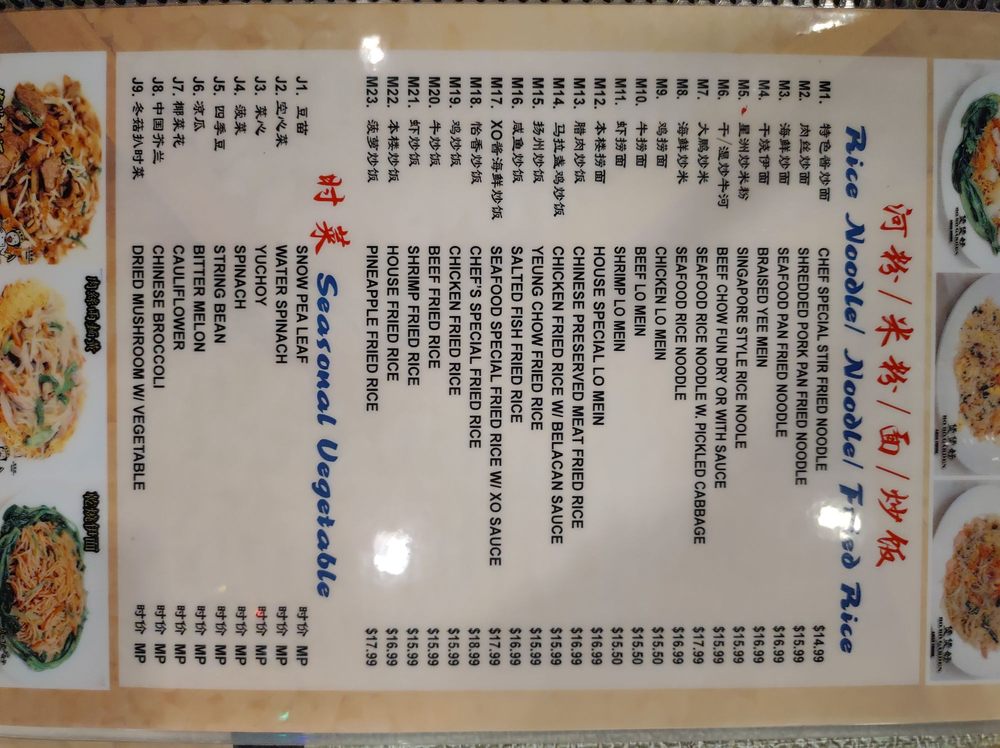 河粉/米粉/面/炒饭
Rice Noodle/ Noodle/ Fried Rice
M1. 特色酱炒面 CHEF SPECIAL STIR FRIED NOODLE $14.99
M2. 肉丝炒面 SHREDDED PORK PAN FRIED NOODLE $15.99
M3. 海鲜炒面 SEAFOOD PAN FRIED NOODLE $16.99
M4. 干烧伊面 BRAISED YEE MEIN $16.99
M5. 星洲炒米粉 SINGAPORE STYLE RICE NOOLE $15.99
M6. 干/湿炒牛河 BEEF CHOW FUN DRY OR WITH SAUCE $15.99
M7. 大鹏炒米 SEAFOOD RICE NOODLE W. PICKLED CABBAGE $17.99
M8. 海鲜炒米 SEAFOOD RICE NOODLE $16.99
M9. 鸡捞面 CHICKEN LO MEIN $15.50
M10. 牛捞面 BEEF LO MEIN $15.50
M11. 虾捞面 SHRIMP LO MEIN $15.50
M12. 本楼捞面 HOUSE SPECIAL LO MEIN $16.99
M13. 腊肉炒饭 CHINESE PRESERVED MEAT FRIED RICE $16.99
M14. 马拉盏鸡炒饭 CHICKEN FRIED RICE W/ BELACAN SAUCE $15.99
M15. 扬州炒饭 YEUNG CHOW FRIED RICE $15.99
M16. 咸鱼炒饭 SALTED FISH FRIED RICE $16.99
M17. XO酱海鲜炒饭 SEAFOOD SPECIAL FRIED RICE W/ XO SAUCE $17.99
M18. 怡香炒饭 CHEF'S SPECIAL FRIED RICE $18.99
M19. 鸡炒饭 CHICKEN FRIED RICE $15.99
M20. 牛炒饭 BEEF FRIED RICE $15.99
M21. 虾炒饭 SHRIMP FRIED RICE $15.99
M22. 本楼炒饭 HOUSE FRIED RICE $16.99
M23. 菠萝炒饭 PINEAPPLE FRIED RICE $17.99
时菜 Seasonal Vegetable
J1. 豆苗 SNOW PEA LEAF 时价 MP
J2. 空心菜 WATER SPINACH 时价 MP
J3. 菜心 YUCHOY 时价 MP
J4. 菠菜 SPINACH 时价 MP
J5. 四季豆 STRING BEAN 时价 MP
J6. 凉瓜 BITTER MELON 时价 MP
J7. 椰菜花 CAULIFLOWER 时价 MP
J8. 中国芥兰 CHINESE BROCCOLI 时价 MP
J9. 冬菇扒时菜 DRIED MUSHROOM W/ VEGETABLE 时价 MP